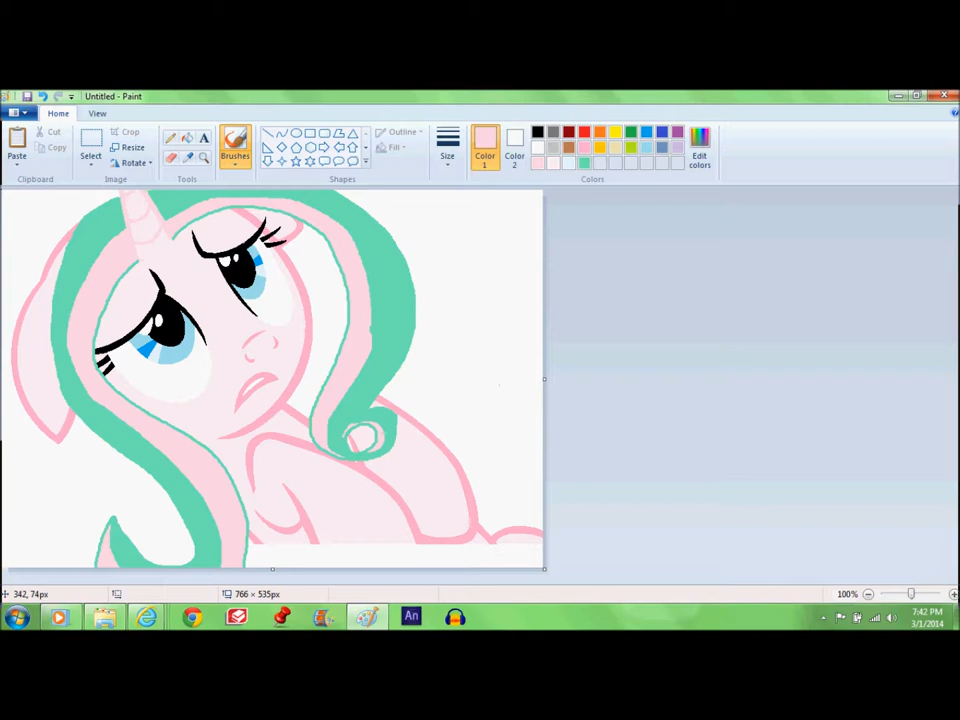 Untitled - Paint
Home View
Cut
Copy
Paste
Clipboard
Crop
Resize
Rotate
Select
Image
A
Tools
Brushes
Outline
Fill
Shapes
Size
Color 1
Color 2
Edit colors
Colors
342, 74px
766 × 535px
100%
An
7:42 PM
3/1/2014